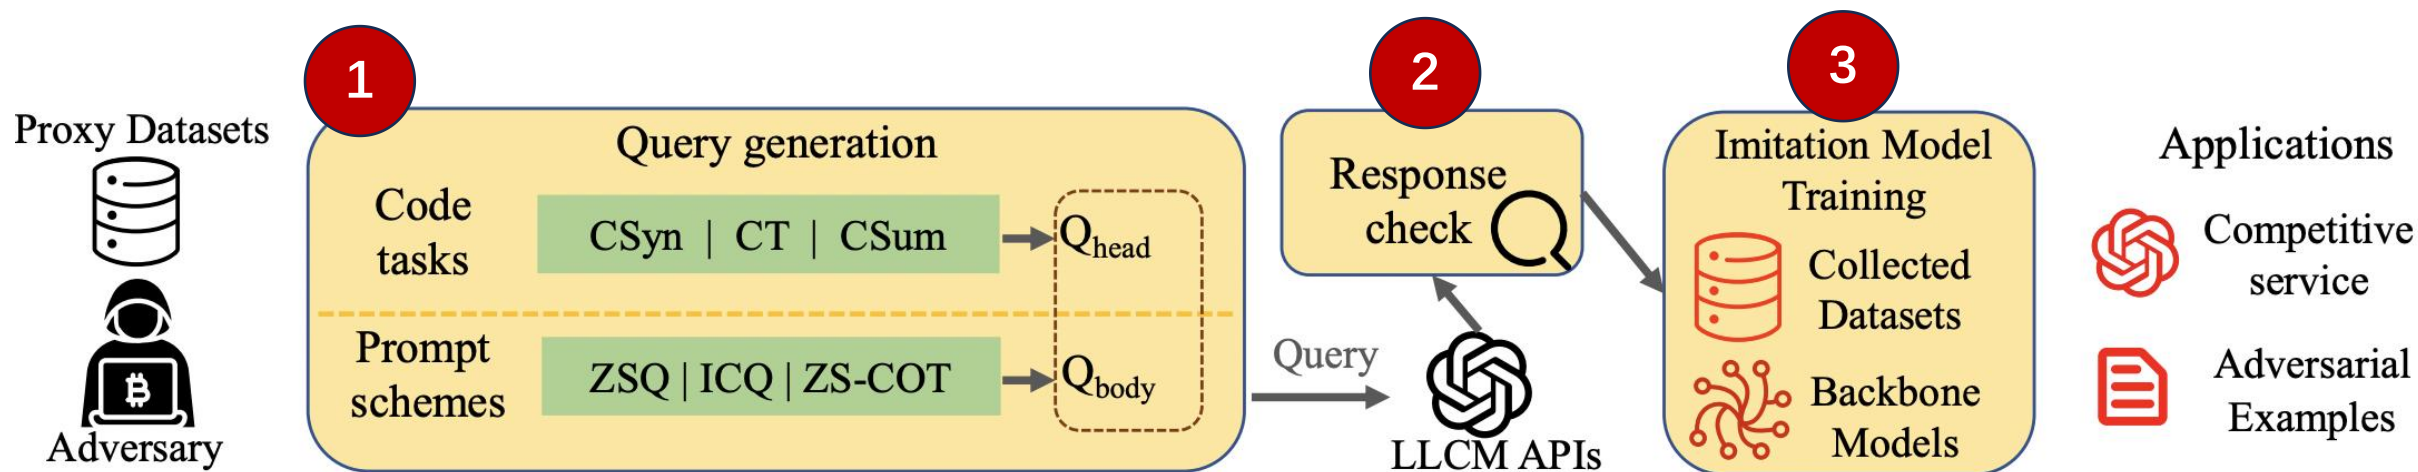 Proxy Datasets
Adversary
1
Query generation
Code
tasks
CSyn | CT | CSum
Qhead
Prompt
schemes
ZSQ | ICQ | ZS-COT
Qbody
Query
2
Response
check
LLCM APIs
3
Imitation Model
Training
Collected
Datasets
Backbone
Models
Applications
Competitive
service
Adversarial
Examples